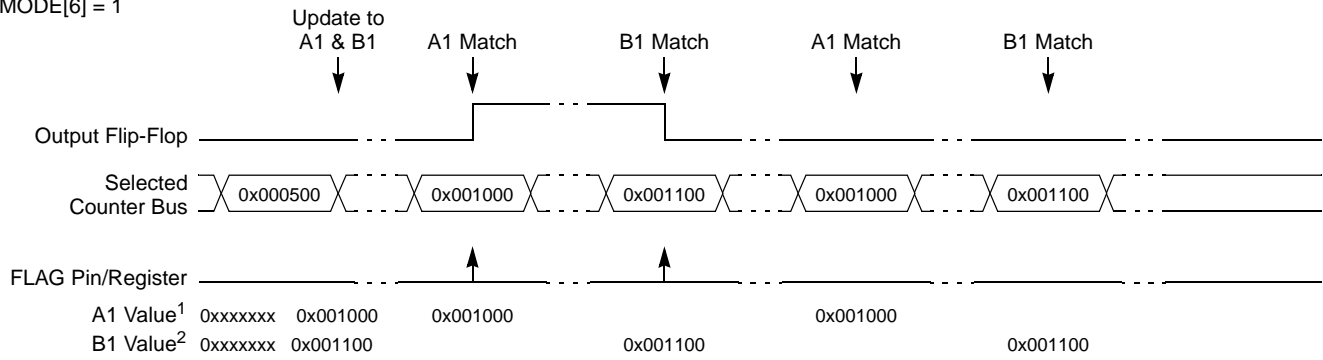 MODE[6] = 1
Update to
A1 & B1
A1 Match
B1 Match
A1 Match
B1 Match
Output Flip-Flop
Selected
Counter Bus
0x000500
0x001000
0x001100
0x001000
0x001100
FLAG Pin/Register
A1 Value1 0xxxxxxx 0x001000 0x001000 0x001000
B1 Value2 0xxxxxxx 0x001100 0x001100 0x001100